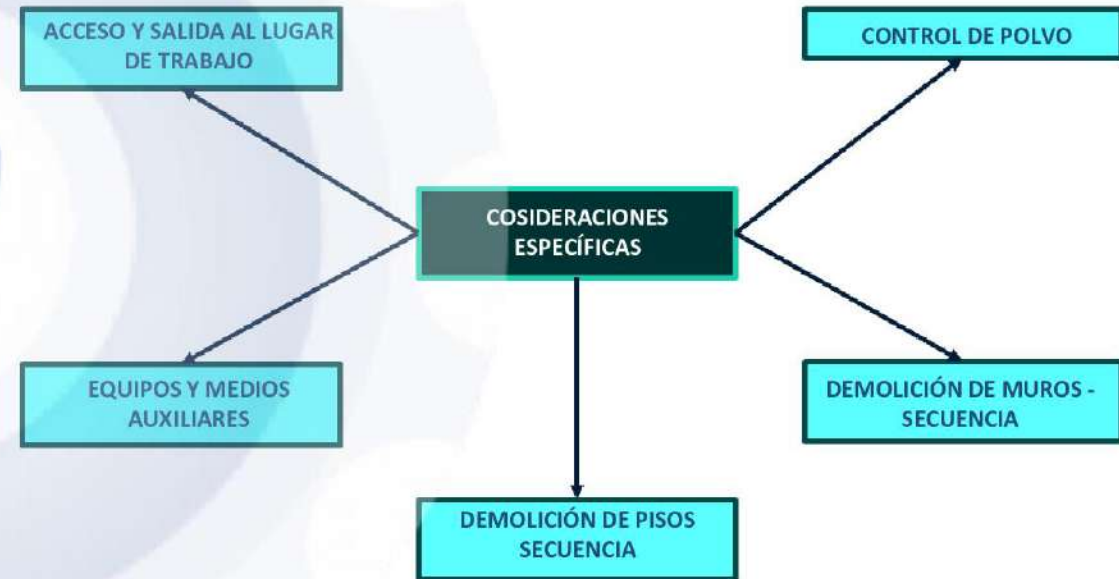 ACCESO Y SALIDA AL LUGAR
DE TRABAJO
CONTROL DE POLVO
COSIDERACIONES
ESPECÍFICAS
EQUIPOS Y MEDIOS
AUXILIARES
DEMOLICIÓN DE MUROS -
SECUENCIA
DEMOLICIÓN DE PISOS
SECUENCIA